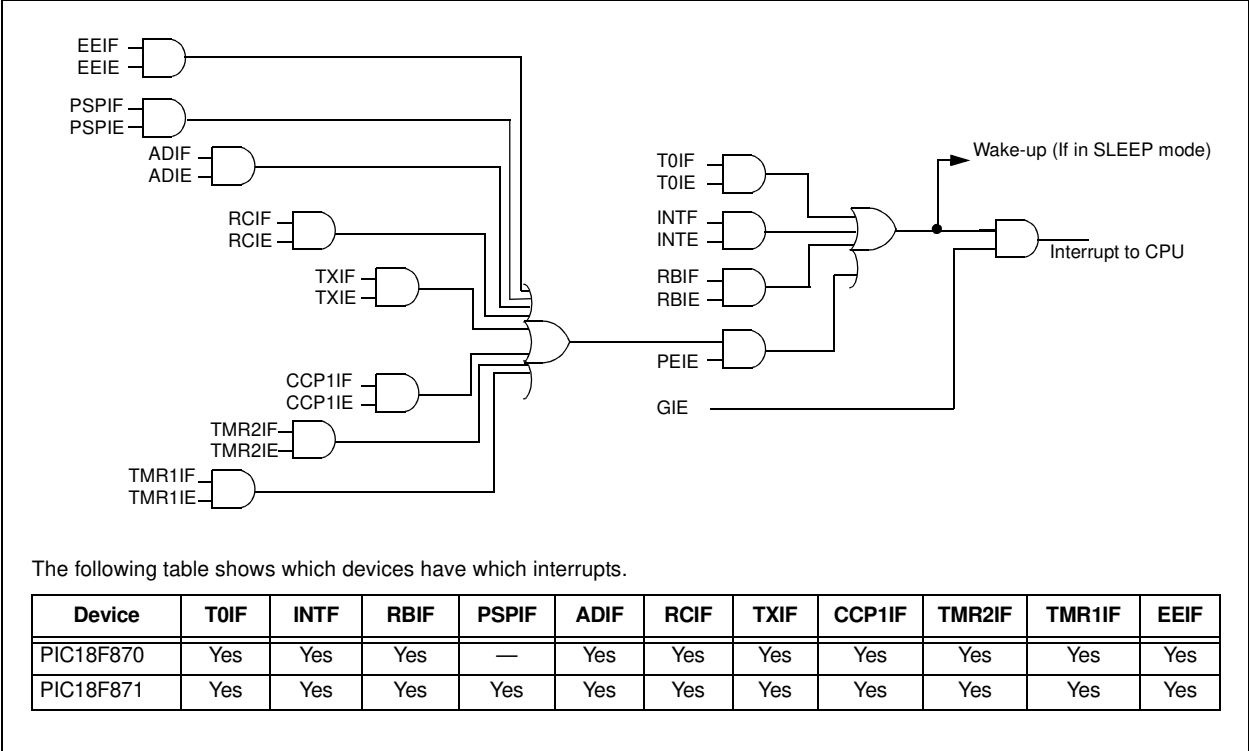 EEIF
EEIE
PSPIF
PSPIE
ADIF
ADIE
RCIF
RCIE
TXIF
TXIE
CCP1IF
CCP1IE
TMR2IF
TMR2IE
TMR1IF
TMR1IE
T0IF
T0IE
INTF
INTE
RBIF
RBIE
PEIE
GIE
Wake-up (If in SLEEP mode)
Interrupt to CPU
The following table shows which devices have which interrupts.
Device T0IF INTF RBIF PSPIF ADIF RCIF TXIF CCP1IF TMR2IF TMR1IF EEIF
PIC18F870 Yes Yes Yes — Yes Yes Yes Yes Yes Yes Yes
PIC18F871 Yes Yes Yes Yes Yes Yes Yes Yes Yes Yes Yes